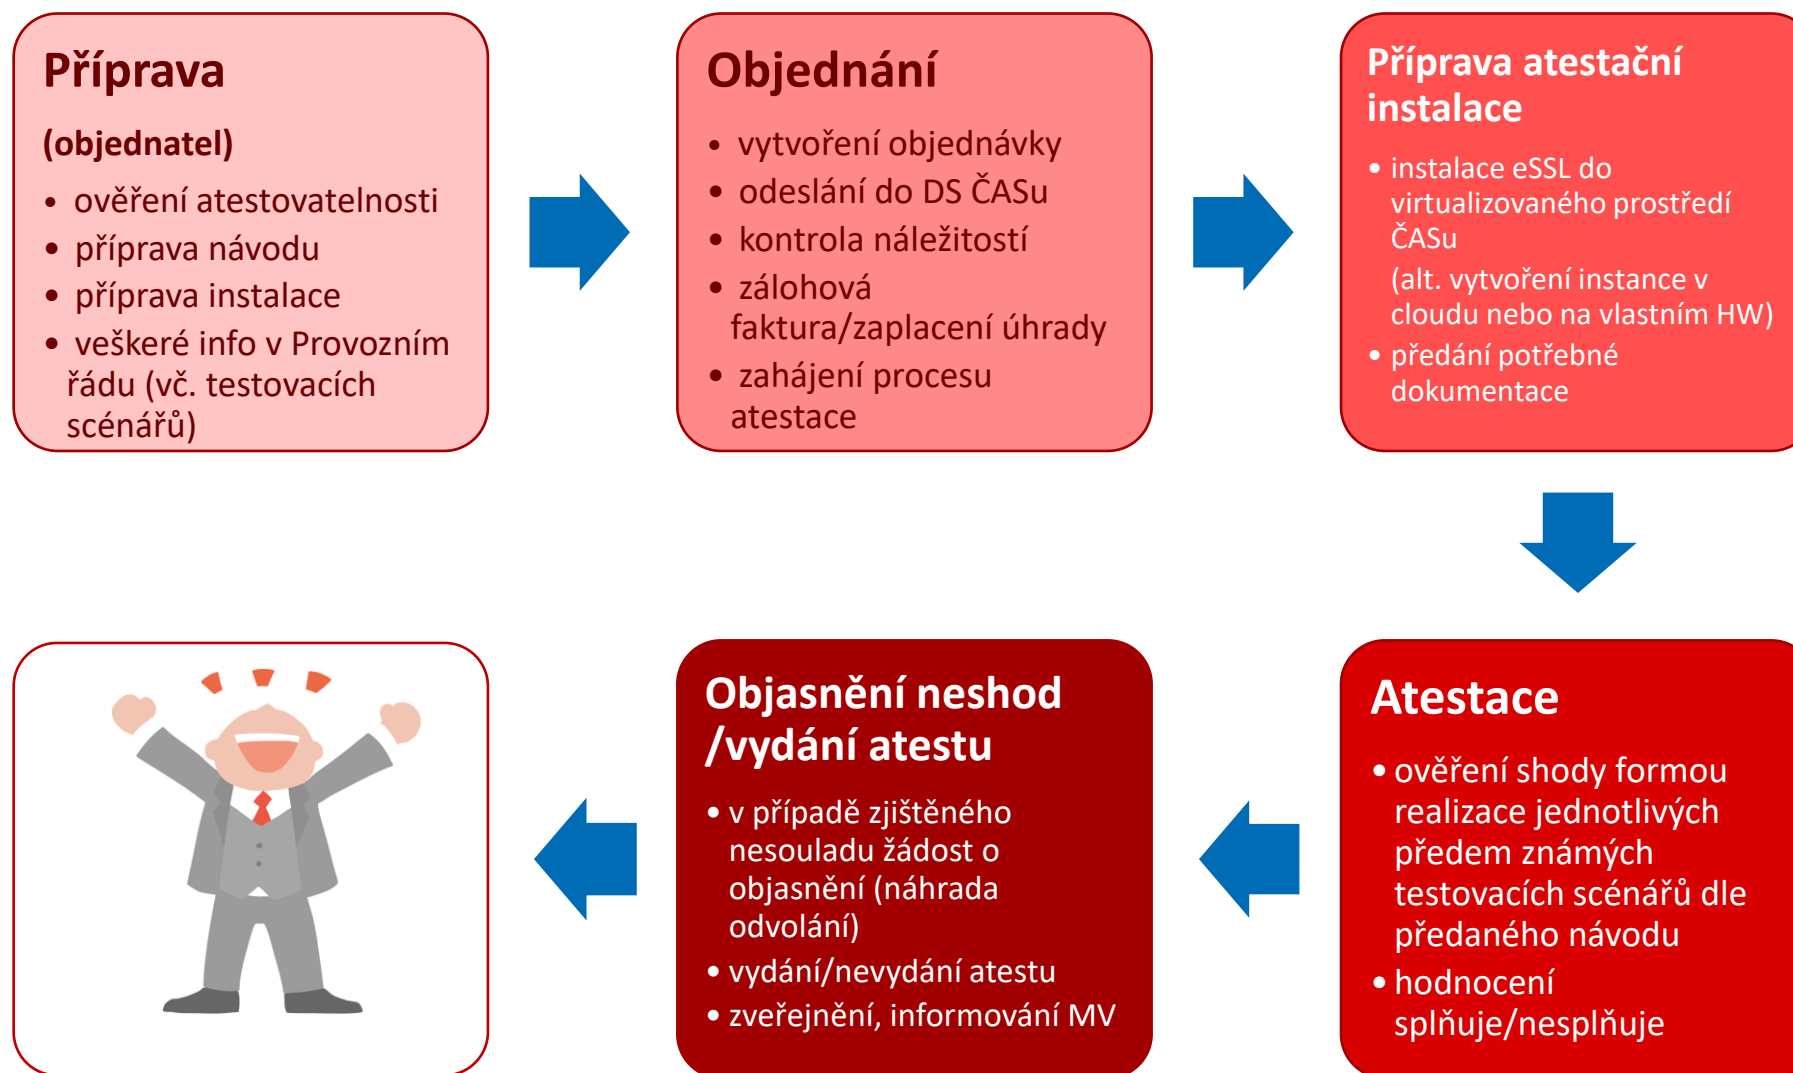 Příprava
(objednatel)
• ověření atestovatelnosti
• příprava návodu
• příprava instalace
• veškeré info v Provozním
řádu (vč. testovacích
scénářů)
Objednání
• vytvoření objednávky
• odeslání do DS ČASu
• kontrola náležitostí
• zálohová
faktura/zaplacení úhrady
• zahájení procesu
atestace
Příprava atestační
instalace
• instalace eSSL do
virtualizovaného prostředí
ČASu
(alt. vytvoření instance v
cloudu nebo na vlastním HW)
• předání potřebné
dokumentace
Atestace
• ověření shody formou
realizace jednotlivých
předem známých
testovacích scénářů dle
předaného návodu
• hodnocení
splňuje/nesplňuje
Objasnění neshod
/vydání atestu
• v případě zjištěného
nesouladu žádost o
objasnění (náhrada
odvolání)
• vydání/nevydání atestu
• zveřejnění, informování MV